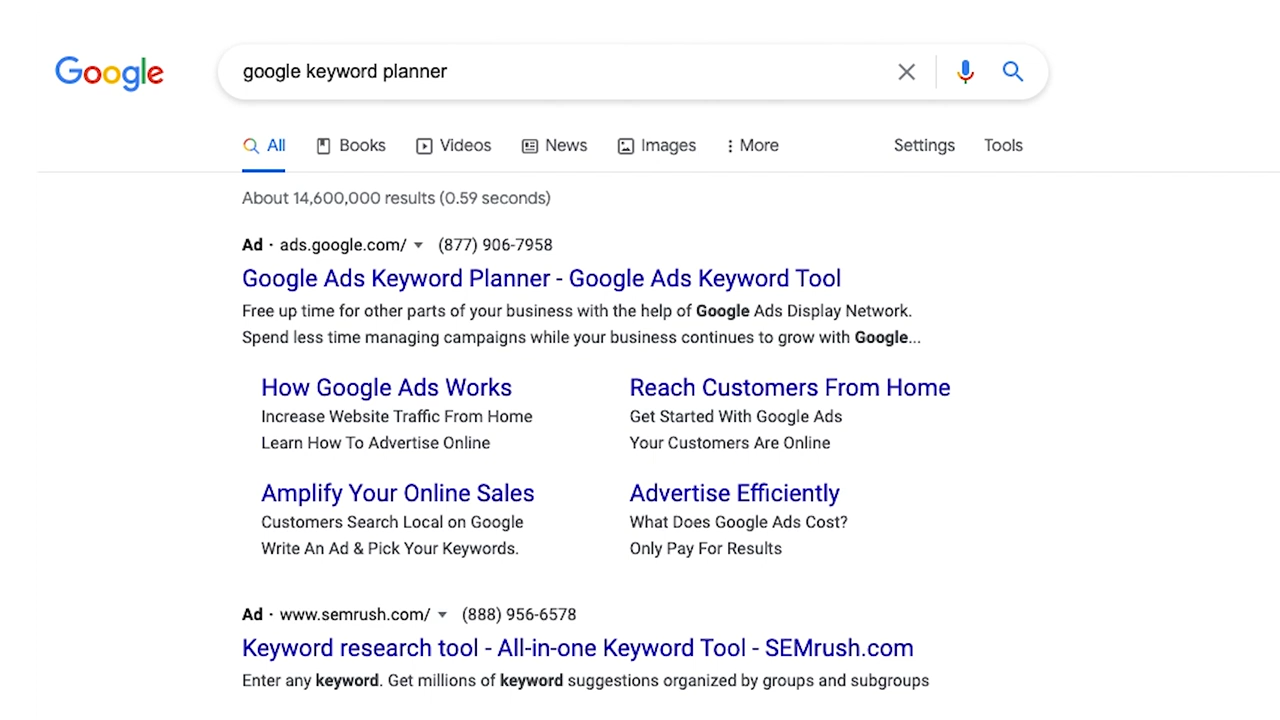 Google
google keyword planner
All Books Videos News Images More Settings Tools
About 14,600,000 results (0.59 seconds)
Ad · ads.google.com/ (877) 906-7958
Google Ads Keyword Planner - Google Ads Keyword Tool
Free up time for other parts of your business with the help of Google Ads Display Network.
Spend less time managing campaigns while your business continues to grow with Google...
How Google Ads Works
Increase Website Traffic From Home
Learn How To Advertise Online
Reach Customers From Home
Get Started With Google Ads
Your Customers Are Online
Amplify Your Online Sales
Customers Search Local on Google
Write An Ad & Pick Your Keywords.
Advertise Efficiently
What Does Google Ads Cost?
Only Pay For Results
Ad · www.semrush.com/ (888) 956-6578
Keyword research tool - All-in-one Keyword Tool - SEMrush.com
Enter any keyword. Get millions of keyword suggestions organized by groups and subgroups